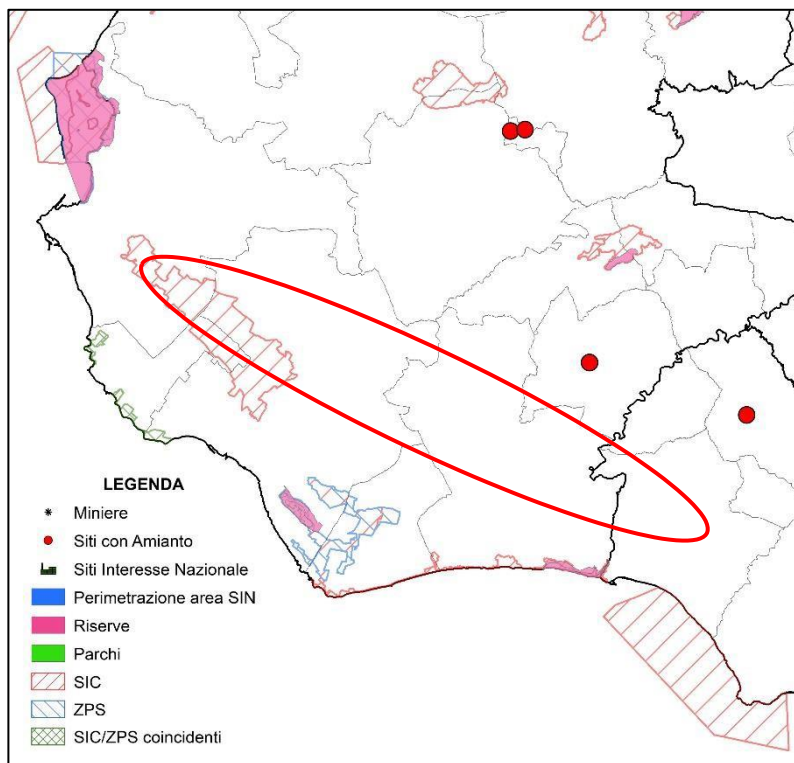 LEGENDA
Miniere
Siti con Amianto
Siti Interesse Nazionale
Perimetrazione area SIN
Riserve
Parchi
SIC
ZPS
SIC/ZPS coincidenti